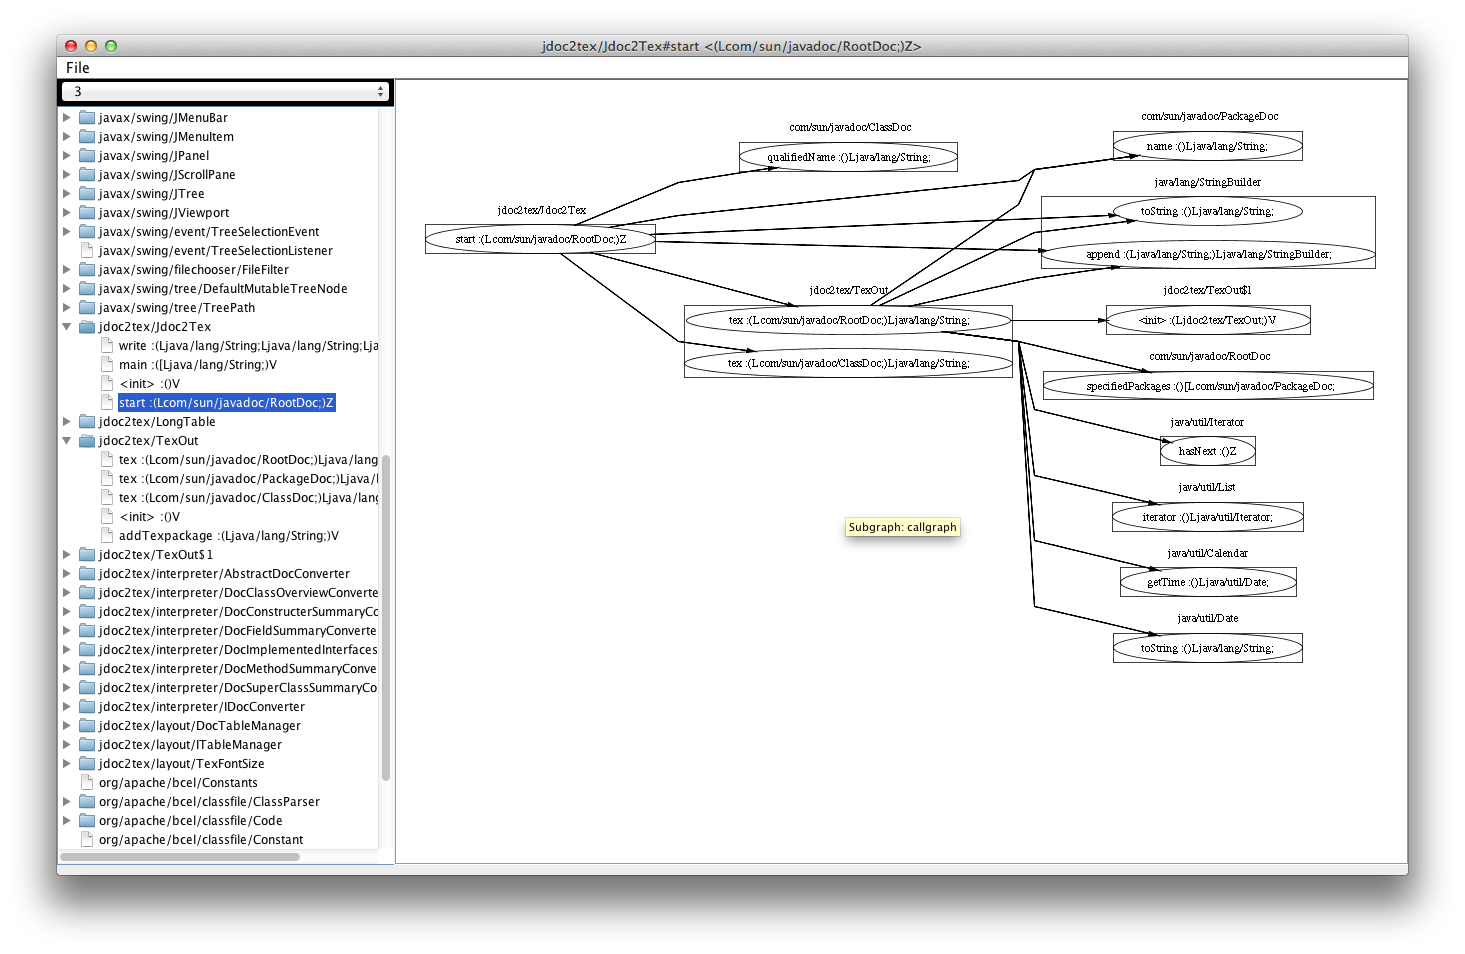 jdoc2tex/Jdoc2Tex#start <(Lcom/sun/javadoc/RootDoc;)Z>
File
3
javax/swing/JMenuBar
javax/swing/JMenuItem
javax/swing/JPanel
javax/swing/JScrollPane
javax/swing/JTree
javax/swing/JViewport
javax/swing/event/TreeSelectionEvent
javax/swing/event/TreeSelectionListener
javax/swing/filechooser/FileFilter
javax/swing/tree/DefaultMutableTreeNode
javax/swing/tree/TreePath
jdoc2tex/Jdoc2Tex
write :(Ljava/lang/String;Ljava/lang/String;Lja
main :([Ljava/lang/String;)V
<init> :()V
start :(Lcom/sun/javadoc/RootDoc;)Z
jdoc2tex/LongTable
jdoc2tex/TexOut
tex :(Lcom/sun/javadoc/RootDoc;)Ljava/lang
tex :(Lcom/sun/javadoc/PackageDoc;)Ljava/l
tex :(Lcom/sun/javadoc/ClassDoc;)Ljava/lang
<init> :()V
addTexpackage :(Ljava/lang/String;)V
jdoc2tex/TexOut$1
jdoc2tex/interpreter/AbstractDocConverter
jdoc2tex/interpreter/DocClassOverviewConverte
jdoc2tex/interpreter/DocConstructerSummaryCo
jdoc2tex/interpreter/DocFieldSummaryConverte
jdoc2tex/interpreter/DocImplementedInterfaces
jdoc2tex/interpreter/DocMethodSummaryConve
jdoc2tex/interpreter/DocSuperClassSummaryCo
jdoc2tex/interpreter/IDocConverter
jdoc2tex/layout/DocTableManager
jdoc2tex/layout/ITableManager
jdoc2tex/layout/TexFontSize
org/apache/bcel/Constants
org/apache/bcel/classfile/ClassParser
org/apache/bcel/classfile/Code
org/apache/bcel/classfile/Constant
jdoc2tex/Jdoc2Tex
start :(Lcom/sun/javadoc/RootDoc;)Z
com/sun/javadoc/ClassDoc
qualifiedName :()Ljava/lang/String;
jdoc2tex/TexOut
tex :(Lcom/sun/javadoc/RootDoc;)Ljava/lang/String;
tex :(Lcom/sun/javadoc/ClassDoc;)Ljava/lang/String;
Subgraph: callgraph
com/sun/javadoc/PackageDoc
name :()Ljava/lang/String;
java/lang/StringBuilder
toString :()Ljava/lang/String;
append :(Ljava/lang/String;)Ljava/lang/StringBuilder;
jdoc2tex/TexOut$1
<init> :(Ljdoc2tex/TexOut;)V
com/sun/javadoc/RootDoc
specifiedPackages :()[Lcom/sun/javadoc/PackageDoc;
java/util/Iterator
hasNext :()Z
java/util/List
iterator :()Ljava/util/Iterator;
java/util/Calendar
getTime :()Ljava/util/Date;
java/util/Date
toString :()Ljava/lang/String;